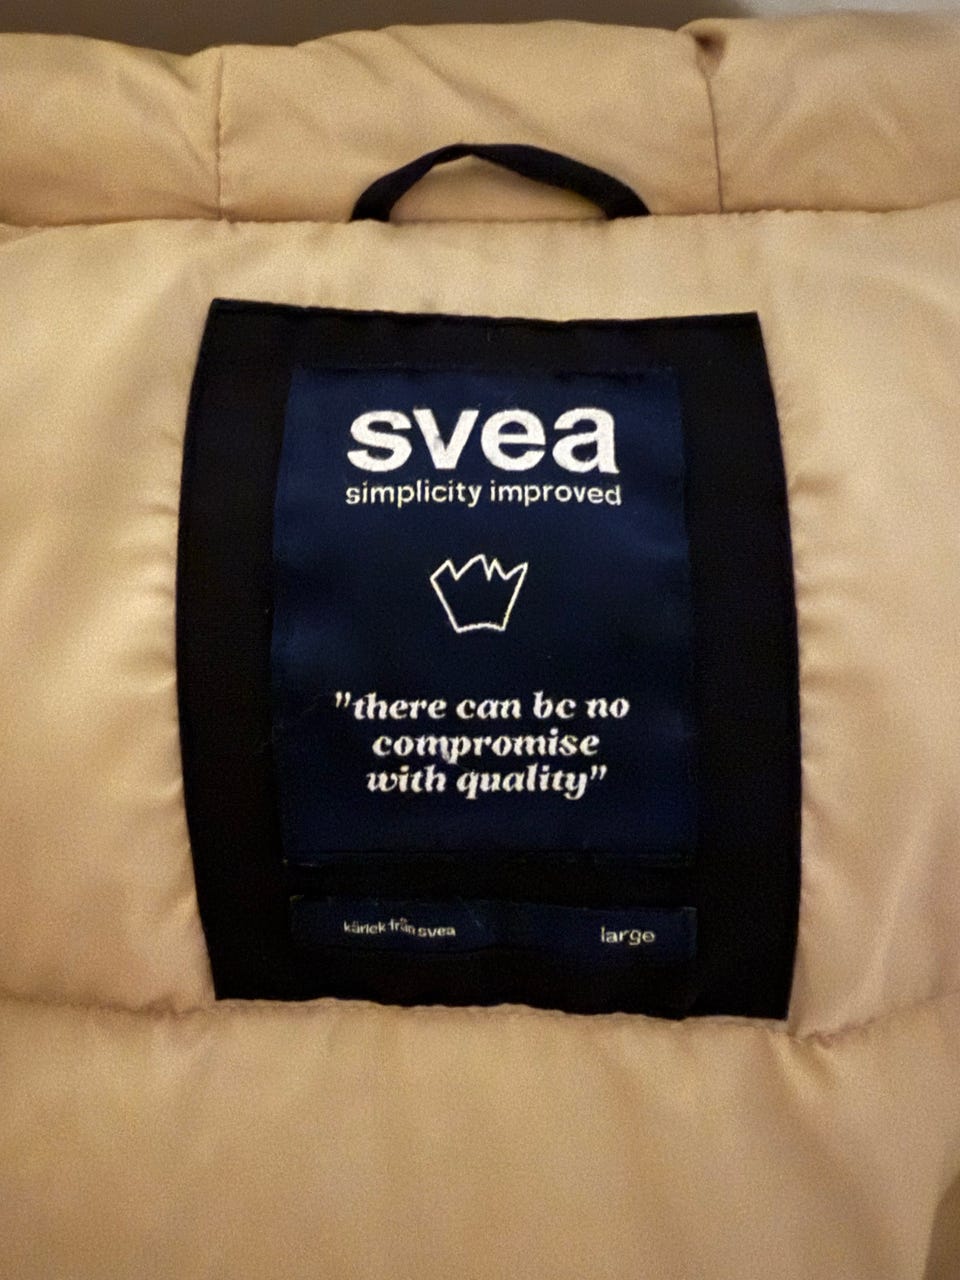 svea
simplicity improved
"there can be no
compromise
with quality"
kärlek från svea
large